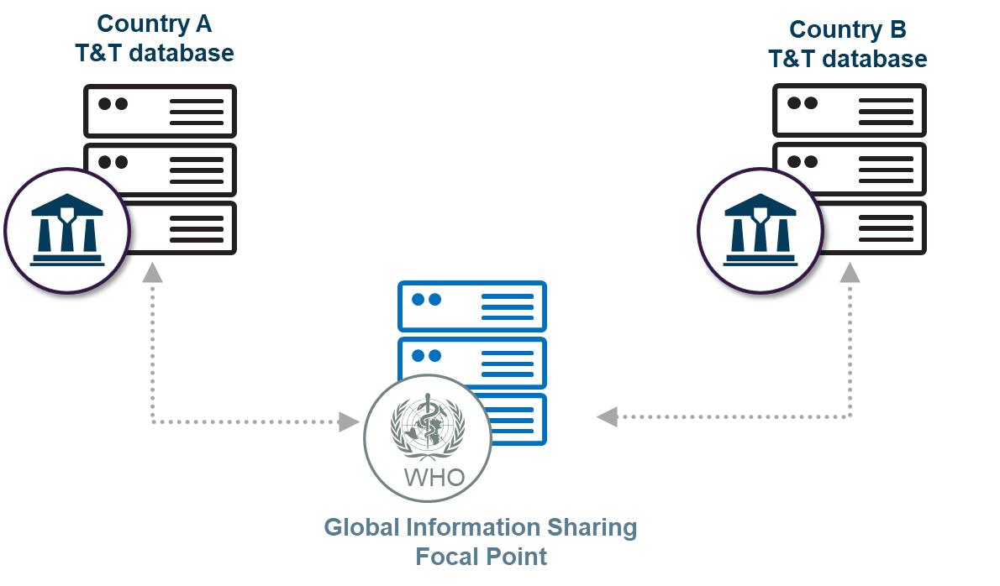 Country A
T&T database
Country B
T&T database
WHO
Global Information Sharing
Focal Point